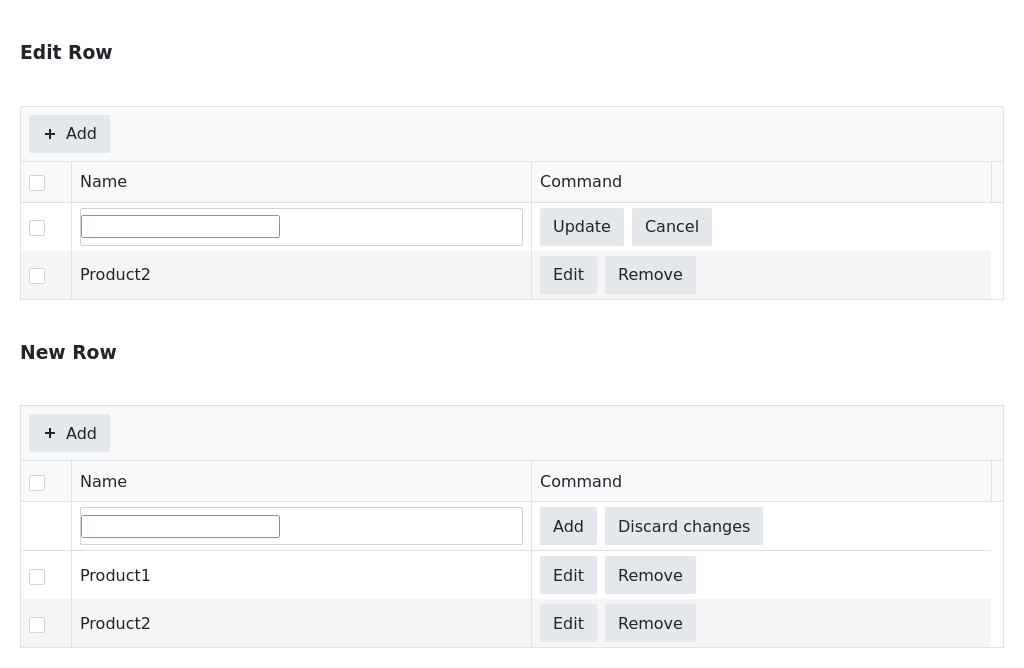 Edit Row
+ Add
Name Command
Update Cancel
Product2 Edit Remove
New Row
+ Add
Name Command
Add Discard changes
Product1 Edit Remove
Product2 Edit Remove